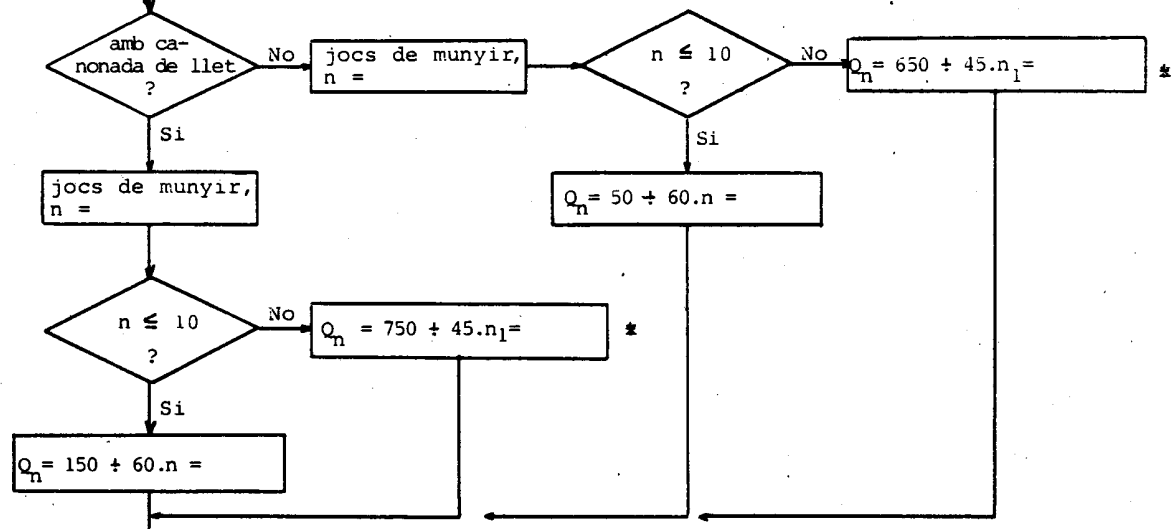 amb ca-
nonada de llet
?
No
jocs de munyir,
n =
n ≦ 10
?
No
Qn = 650 ÷ 45.n1=
*
Si
Si
jocs de munyir,
n =
Qn= 50 ÷ 60.n =
n ≦ 10
?
No
Qn = 750 ÷ 45.n1=
*
Si
Qn= 150 ÷ 60.n =